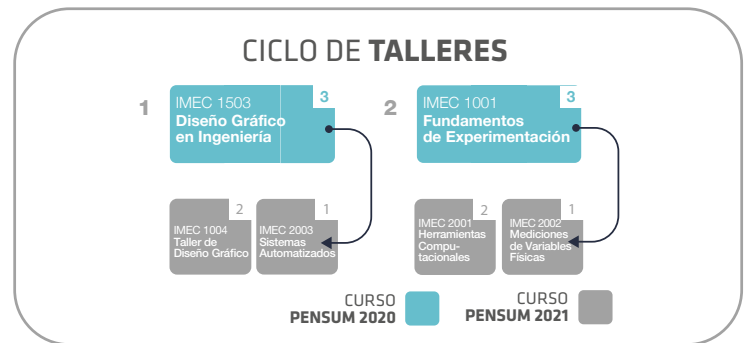 CICLO DE TALLERES
1
IMEC 1503
Diseño Gráfico
en Ingeniería
3
2
IMEC 1001
Fundamentos
de Experimentación
3
IMEC 1004
Taller de
Diseño Gráfico
2
IMEC 2003
Sistemas
Automatizados
1
IMEC 2001
Herramientas
Compu-
tacionales
2
IMEC 2002
Mediciones
de Variables
Físicas
1
CURSO
PENSUM 2020
CURSO
PENSUM 2021